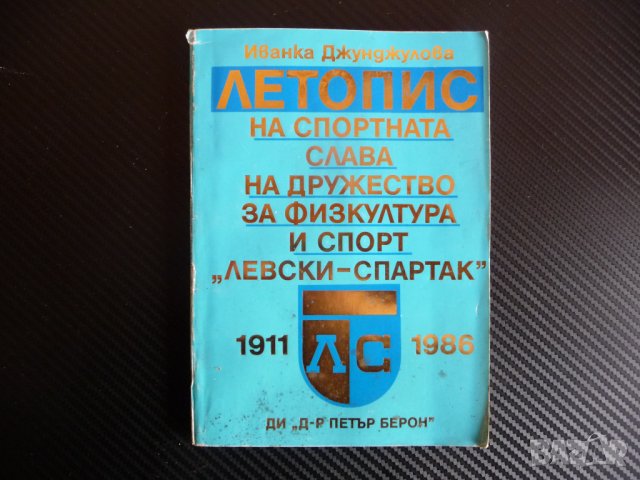 Иванка Джунджулова
ЛЕТОПИС
НА СПОРТНАТА
СЛАВА
НА ДРУЖЕСТВО
ЗА ФИЗКУЛТУРА
И СПОРТ
„ЛЕВСКИ-СПАРТАК"
1911 ЛС 1986
ДИ „Д-Р ПЕТЪР БЕРОН"
BAZAR